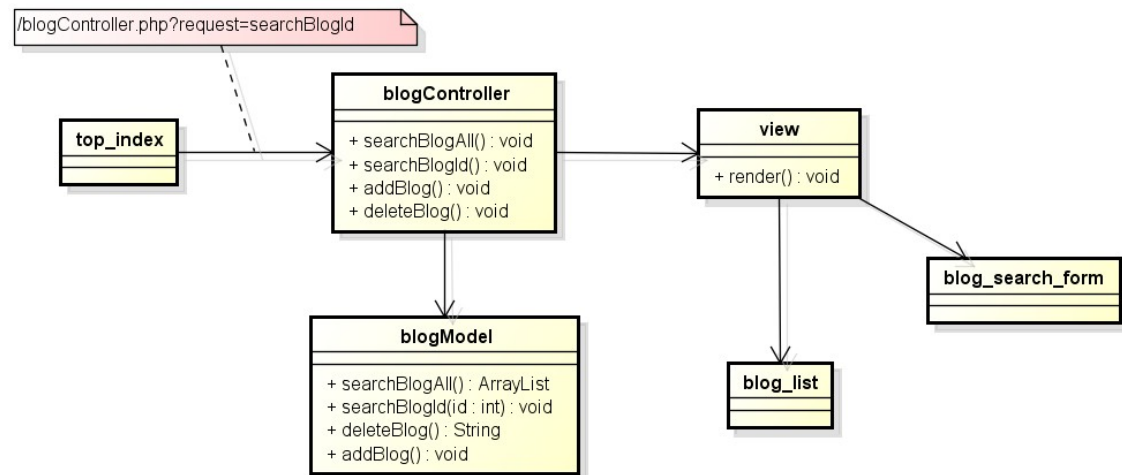 /blogController.php?request=searchBlogId
blogController
+ searchBlogAll() : void
+ searchBlogId() : void
+ addBlog() : void
+ deleteBlog() : void
top_index
view
+ render() : void
blog_search_form
blogModel
+ searchBlogAll() : ArrayList
+ searchBlogId(id : int) : void
+ deleteBlog() : String
+ addBlog() : void
blog_list